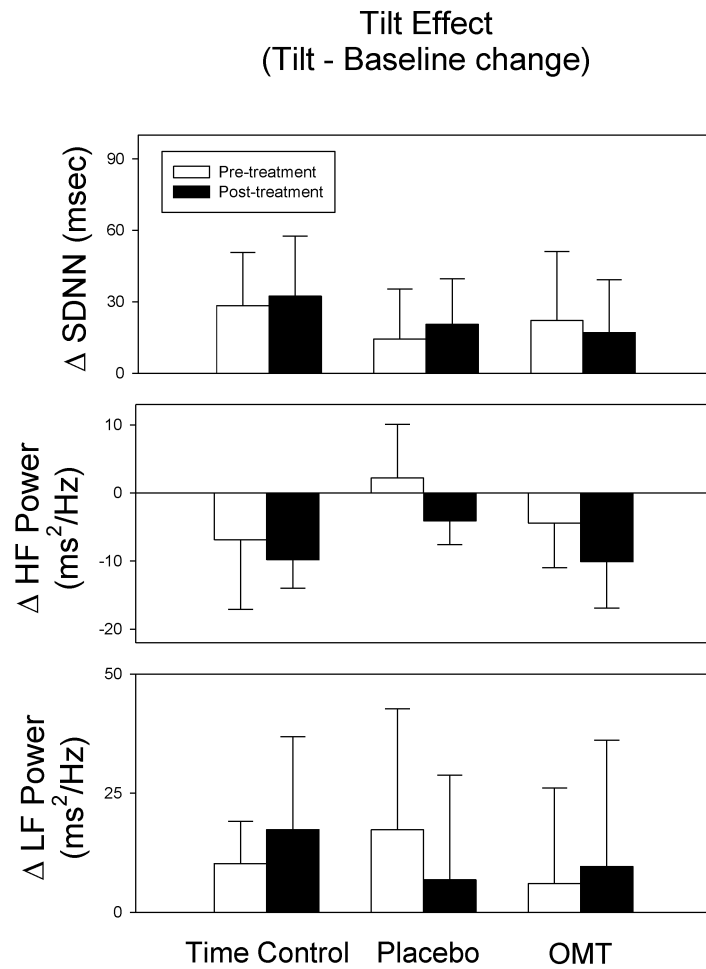 Tilt Effect
(Tilt - Baseline change)
Δ SDNN (msec)
90
60
30
0
Pre-treatment
Post-treatment
Δ HF Power
(ms²/Hz)
10
0
-10
-20
Δ LF Power
(ms²/Hz)
50
25
0
Time Control Placebo OMT